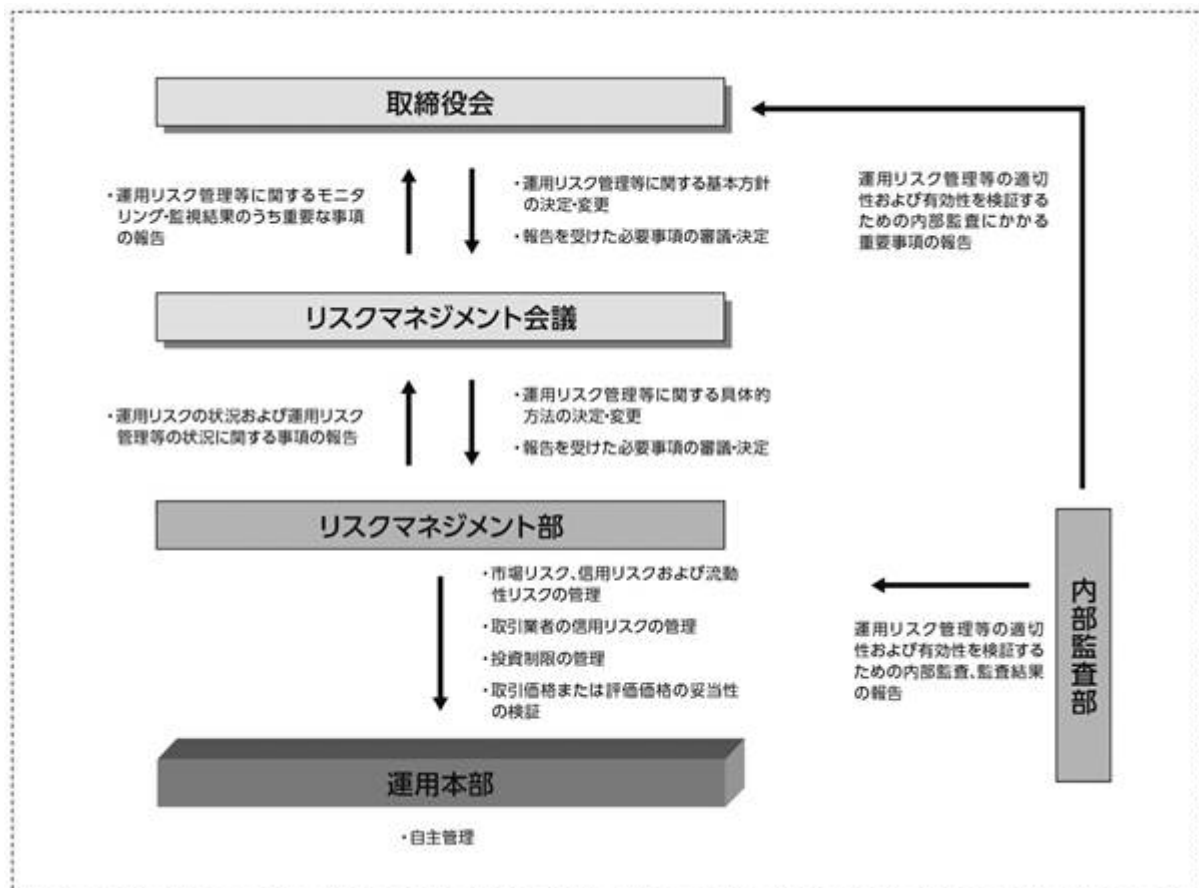 取締役会
・運用リスク管理等に関するモニタ
リング・監視結果のうち重要な事項
の報告
・運用リスク管理等に関する基本方針
の決定・変更
・報告を受けた必要事項の審議・決定
運用リスク管理等の適切
性および有効性を検証する
ための内部監査にかかる
重要事項の報告
リスクマネジメント会議
・運用リスクの状況および運用リスク
管理等の状況に関する事項の報告
・運用リスク管理等に関する具体的
方法の決定・変更
・報告を受けた必要事項の審議・決定
リスクマネジメント部
・市場リスク、信用リスクおよび流動
性リスクの管理
・取引業者の信用リスクの管理
・投資制限の管理
・取引価格または評価価格の妥当性
の検証
運用リスク管理等の適切
性および有効性を検証する
ための内部監査、監査結果
の報告
内部監査部
運用本部
・自主管理